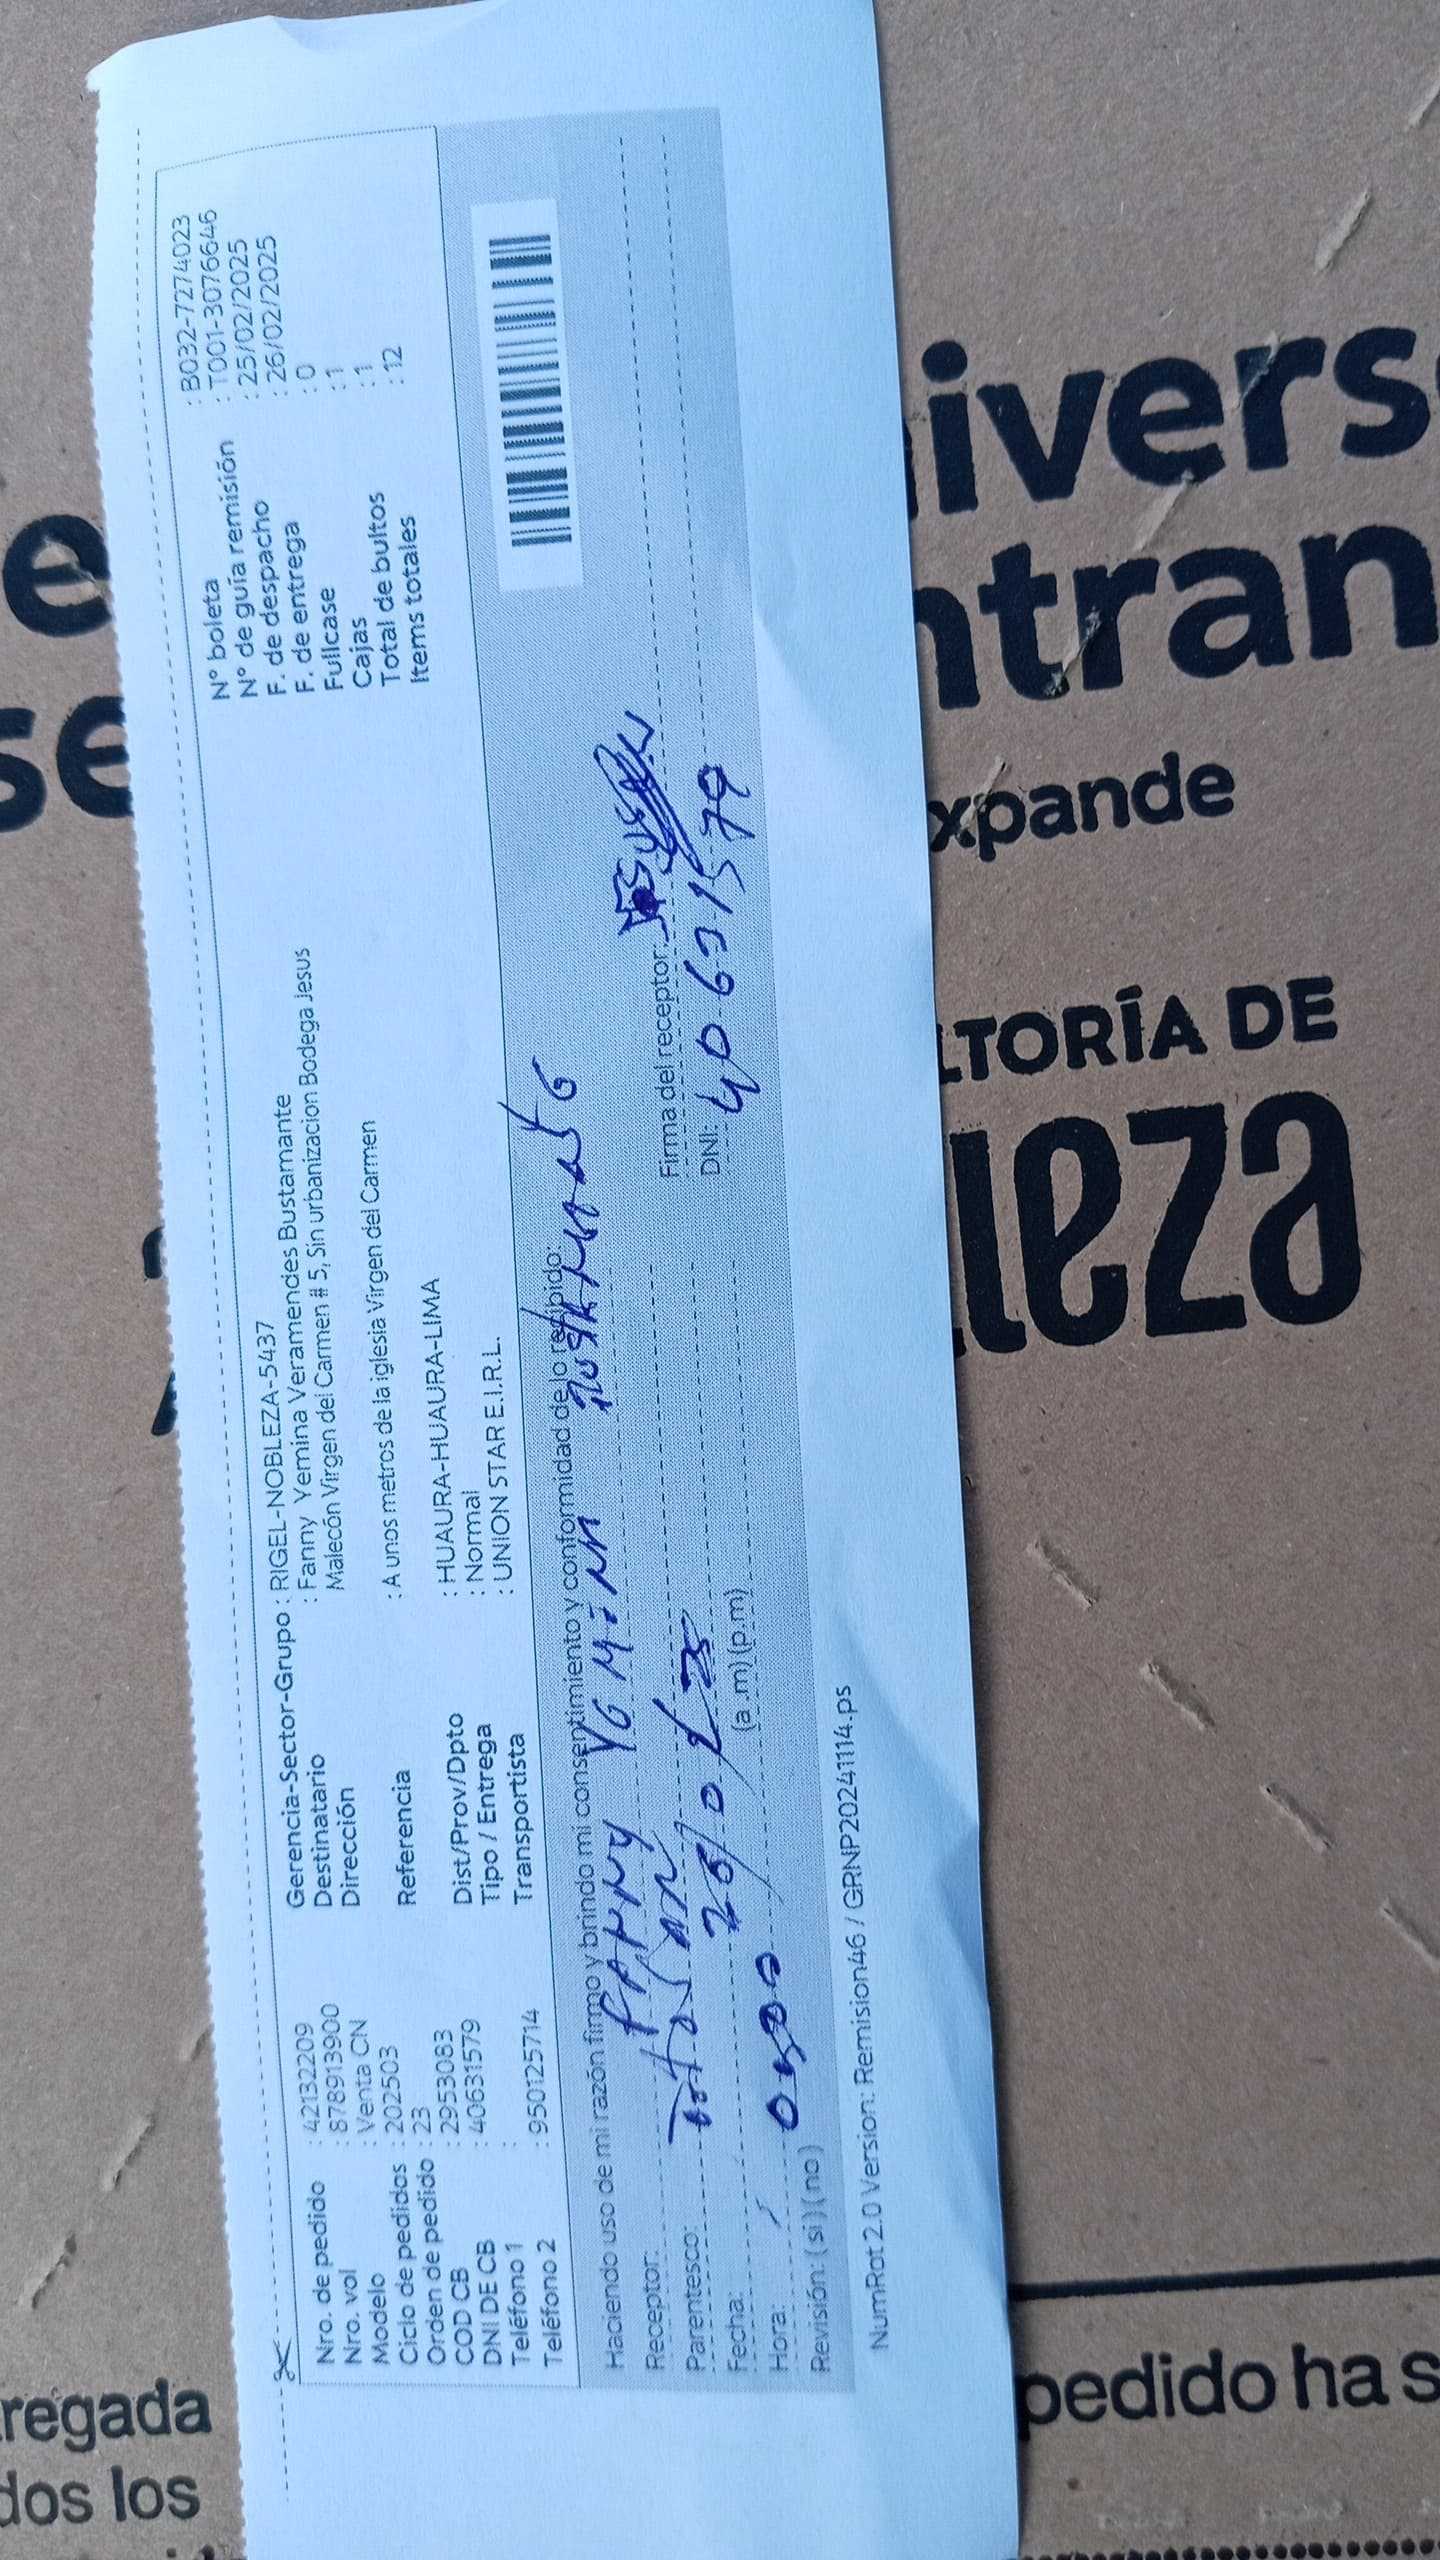 Nro. de pedido : 42132209
Nro. vol : 878913900
Modelo : Venta CN
Ciclo de pedidos : 202503
Orden de pedido : 23
COD CB : 2953083
DNI DE CB : 40631579
Teléfono 1 :
Teléfono 2 : 950125714
Gerencia-Sector-Grupo : RIGEL-NOBLEZA-5437
Destinatario : Fanny Yemina Veramendes Bustamante
Dirección Malecón Virgen del Carmen # 5, Sin urbanizacion Bodega Jesus
Referencia : A unos metros de la iglesia Virgen del Carmen
Dist/Prov/Dpto : HUAURA-HUAURA-LIMA
Tipo / Entrega : Normal
Transportista : UNION STAR E.I.R.L.
N° boleta : B032-7274023
N° de guía remisión : T001-3076646
F. de despacho : 25/02/2025
F. de entrega : 26/02/2025
Fullcase : 0
Cajas : 1
Total de bultos : 1
Items totales : 12
Haciendo uso de mi razón firmo y brindo mi consentimiento y conformidad de lo recibido:
Receptor: FANNY
Parentesco:
Fecha: 26/02/25
Hora: (a.m) (p.m)
Revisión: ( si ) ( no )
Firma del receptor:
DNI: 40631579
NumRot 2.0 Version: Remision46 / GRNP20241114.ps
xpande
LTORÍA DE
regada
dos los
pedido ha s